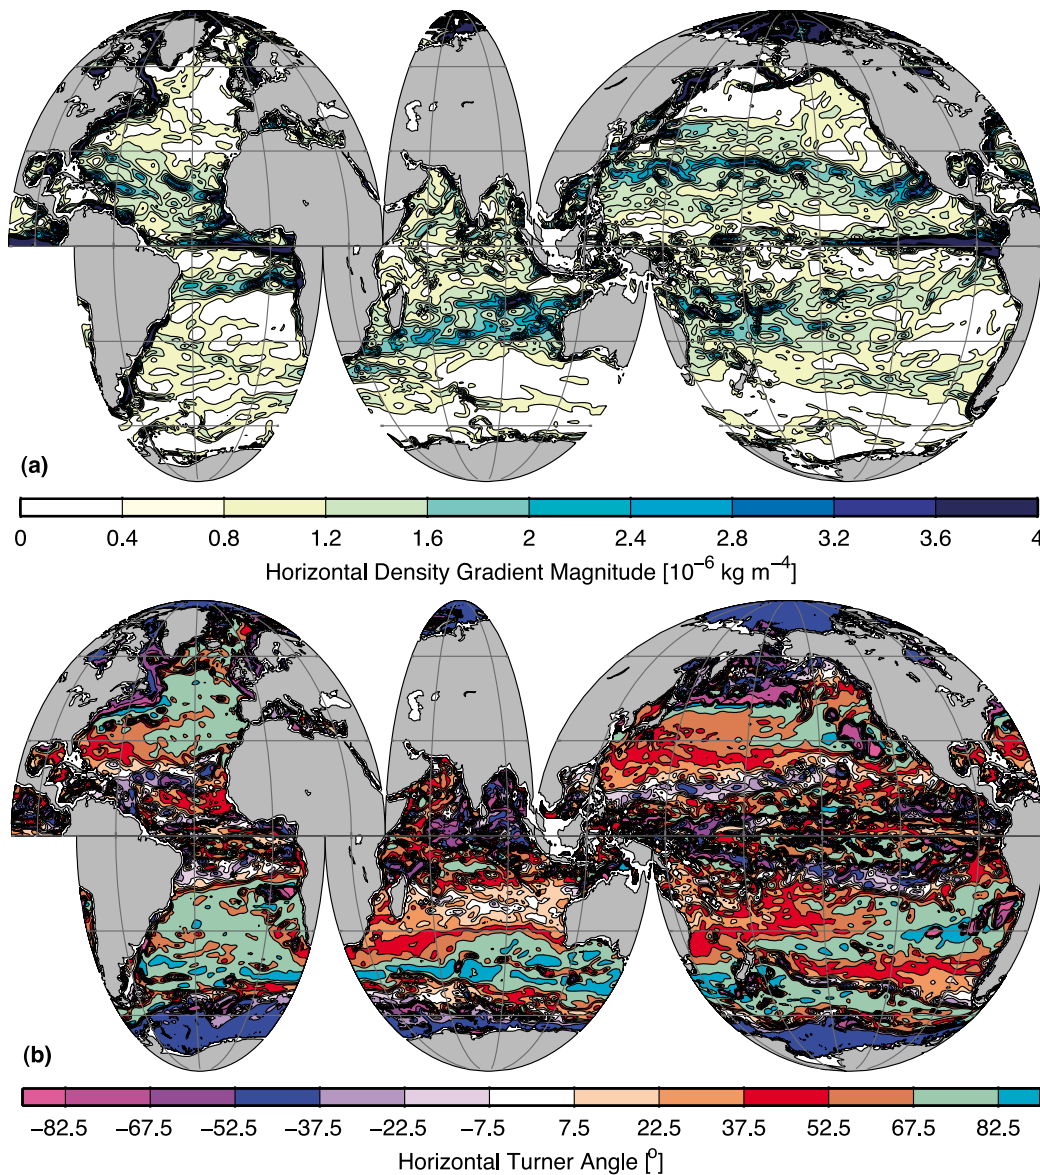 (a)
0 0.4 0.8 1.2 1.6 2 2.4 2.8 3.2 3.6 4
Horizontal Density Gradient Magnitude [10⁻⁶ kg m⁻⁴]
(b)
−82.5 −67.5 −52.5 −37.5 −22.5 −7.5 7.5 22.5 37.5 52.5 67.5 82.5
Horizontal Turner Angle [°]